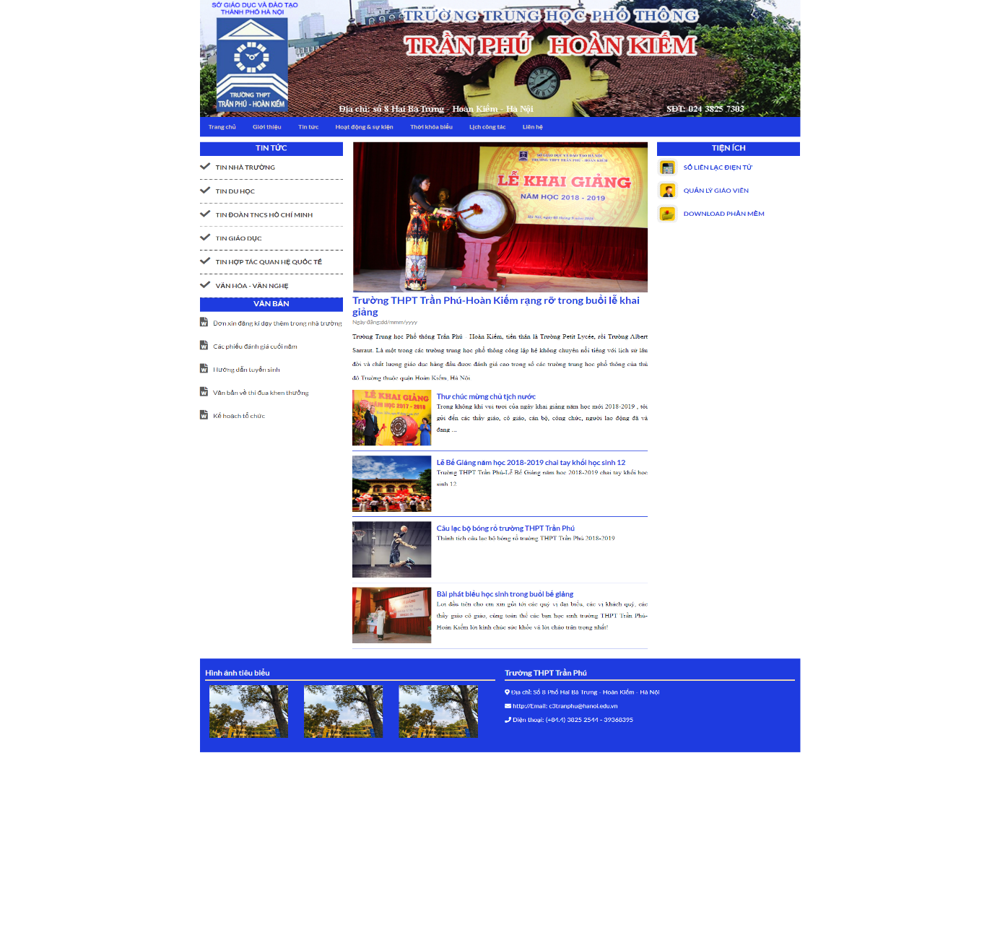 SỞ GIÁO DỤC VÀ ĐÀO TẠO
THÀNH PHỐ HÀ NỘI
TRƯỜNG THPT
TRẦN PHÚ - HOÀN KIẾM
TRƯỜNG TRUNG HỌC PHỔ THÔNG
TRẦN PHÚ HOÀN KIẾM
Địa chỉ: số 8 Hai Bà Trưng - Hoàn Kiếm - Hà Nội
SĐT: 024 3825 7303
Trang chủ Giới thiệu Tin tức Hoạt động & sự kiện Thời khóa biểu Lịch công tác Liên hệ
TIN TỨC
TIN NHÀ TRƯỜNG
TIN DU HỌC
TIN ĐOÀN TNCS HỒ CHÍ MINH
TIN GIÁO DỤC
TIN HỢP TÁC QUAN HỆ QUỐC TẾ
VĂN HÓA - VĂN NGHỆ
VĂN BẢN
Đơn xin đăng kí dạy thêm trong nhà trường
Các phiếu đánh giá cuối năm
Hướng dẫn tuyển sinh
Văn bản về thi đua khen thưởng
Kế hoạch tổ chức
SỞ GIÁO DỤC VÀ ĐÀO TẠO HÀ NỘI
TRƯỜNG THPT TRẦN PHÚ - HOÀN KIẾM
LỄ KHAI GIẢNG
NĂM HỌC 2018 - 2019
Trường THPT Trần Phú-Hoàn Kiếm rạng rỡ trong buổi lễ khai
giảng
Ngày đăng:dd/mmm/yyyy
Trường Trung học Phổ thông Trần Phú - Hoàn Kiếm, tiền thân là Trường Petit Lycée, rồi Trường Albert
Sarraut. Là một trong các trường trung học phổ thông công lập hệ không chuyên nổi tiếng với lịch sử lâu
đời và chất lượng giáo dục hàng đầu được đánh giá cao trong số các trường trung học phổ thông của thủ
đô.Trường thuộc quận Hoàn Kiếm, Hà Nội.
LỄ KHAI GIẢNG
NĂM HỌC 2017 - 2018
Thư chúc mừng chủ tịch nước
Trong không khí vui tươi của ngày khai giảng năm học mới 2018-2019 , tôi
gửi đến các thầy giáo, cô giáo, cán bộ, công chức, người lao động đã và
đang ...
Lễ Bế Giảng năm học 2018-2019 chai tay khối học sinh 12
Trường THPT Trần Phú-Lễ Bế Giảng năm học 2018-2019 chai tay khối học
sinh 12
Câu lạc bộ bóng rổ trường THPT Trần Phú
Thành tích câu lạc bộ bóng rổ trường THPT Trần Phú 2018-2019
Bài phát biểu học sinh trong buổi bế giảng
Lời đầu tiên cho em xin gửi tới các quý vị đại biểu, các vị khách quý, các
thầy giáo cô giáo, cùng toàn thể các bạn học sinh trường THPT Trần Phú-
Hoàn Kiếm lời kính chúc sức khỏe và lời chào trân trọng nhất!
TIỆN ÍCH
SỔ LIÊN LẠC ĐIỆN TỬ
QUẢN LÝ GIÁO VIÊN
DOWNLOAD PHẦN MỀM
Hình ảnh tiêu biểu
Trường THPT Trần Phú
Địa chỉ: Số 8 Phố Hai Bà Trưng - Hoàn Kiếm - Hà Nội
http://Email: c3tranphu@hanoi.edu.vn
Điện thoại: (+84.4) 3825 2544 - 39368395